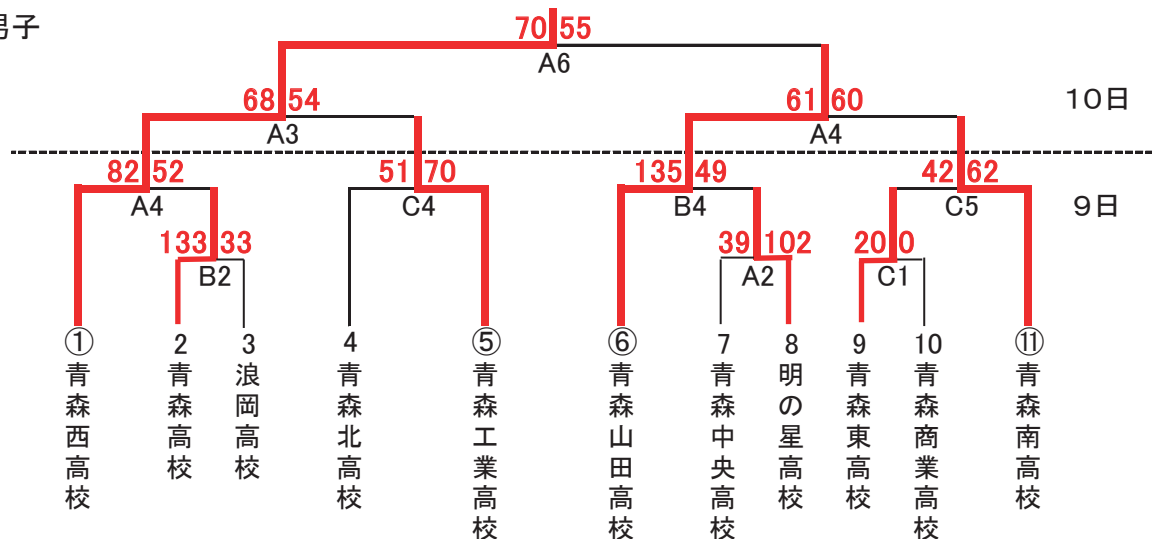 男子
70 55
A6
68 54
A3
61 60
A4
10日
82 52
A4
51 70
C4
135 49
B4
42 62
C5
9日
133 33
B2
39 102
A2
20 0
C1
① 2 3 4 ⑤ ⑥ 7 8 9 10 ⑪
青森西高校
青森高校
浪岡高校
青森北高校
青森工業高校
青森山田高校
青森中央高校
明の星高校
青森東高校
青森商業高校
青森南高校